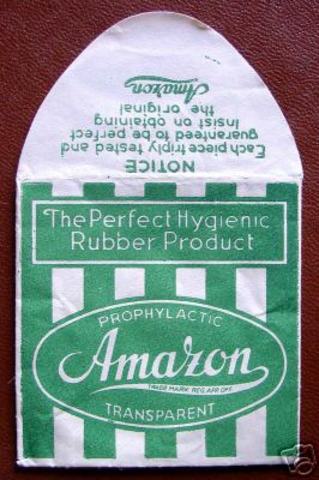 NOTICE
Each piece triply tested and
guaranteed to be perfect
insist on obtaining
the original
Amazon
The Perfect Hygienic
Rubber Product
PROPHYLACTIC
Amazon
TRADE MARK REG. APP. OFF.
TRANSPARENT